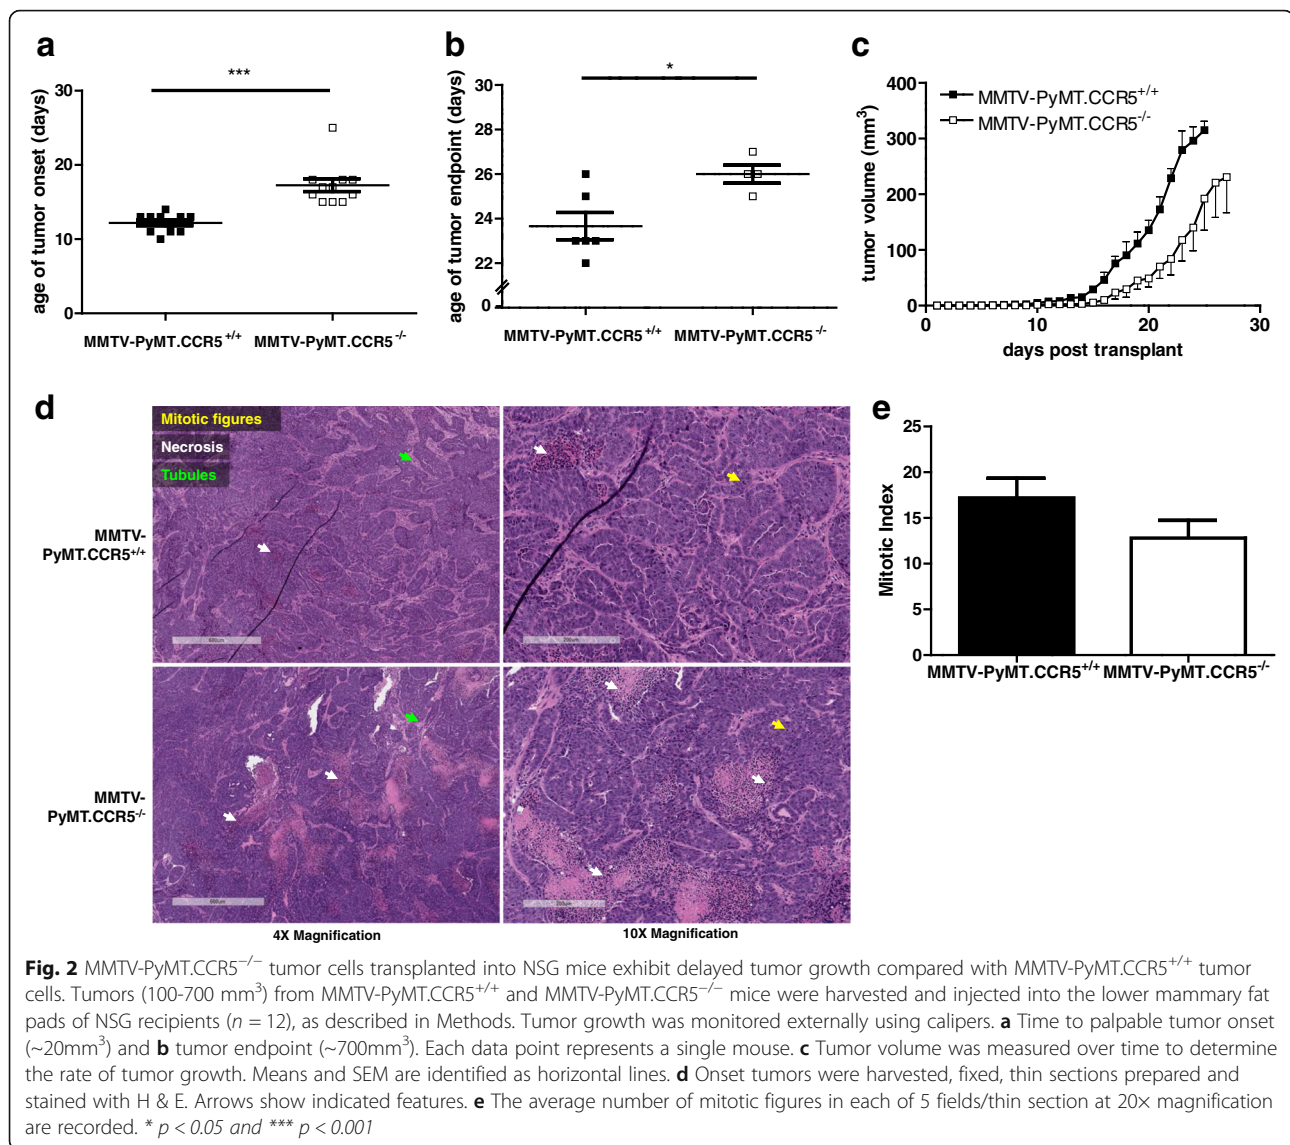 a
***
30
20
10
0
age of tumor onset (days)
MMTV-PyMT.CCR5+/+
MMTV-PyMT.CCR5-/-
b
*
30
28
26
24
22
0
age of tumor endpoint (days)
MMTV-PyMT.CCR5+/+
MMTV-PyMT.CCR5-/-
c
400
300
200
100
0
tumor volume (mm3)
MMTV-PyMT.CCR5+/+
MMTV-PyMT.CCR5-/-
0 10 20 30
days post transplant
d
Mitotic figures
Necrosis
Tubules
MMTV-
PyMT.CCR5+/+
600um
200um
MMTV-
PyMT.CCR5-/-
600um
200um
4X Magnification
10X Magnification
e
25
20
15
10
5
0
Mitotic Index
MMTV-PyMT.CCR5+/+ MMTV-PyMT.CCR5-/-
Fig. 2 MMTV-PyMT.CCR5−/− tumor cells transplanted into NSG mice exhibit delayed tumor growth compared with MMTV-PyMT.CCR5+/+ tumor
cells. Tumors (100-700 mm3) from MMTV-PyMT.CCR5+/+ and MMTV-PyMT.CCR5−/− mice were harvested and injected into the lower mammary fat
pads of NSG recipients (n = 12), as described in Methods. Tumor growth was monitored externally using calipers. a Time to palpable tumor onset
(~20mm3) and b tumor endpoint (~700mm3). Each data point represents a single mouse. c Tumor volume was measured over time to determine
the rate of tumor growth. Means and SEM are identified as horizontal lines. d Onset tumors were harvested, fixed, thin sections prepared and
stained with H & E. Arrows show indicated features. e The average number of mitotic figures in each of 5 fields/thin section at 20× magnification
are recorded. * p < 0.05 and *** p < 0.001